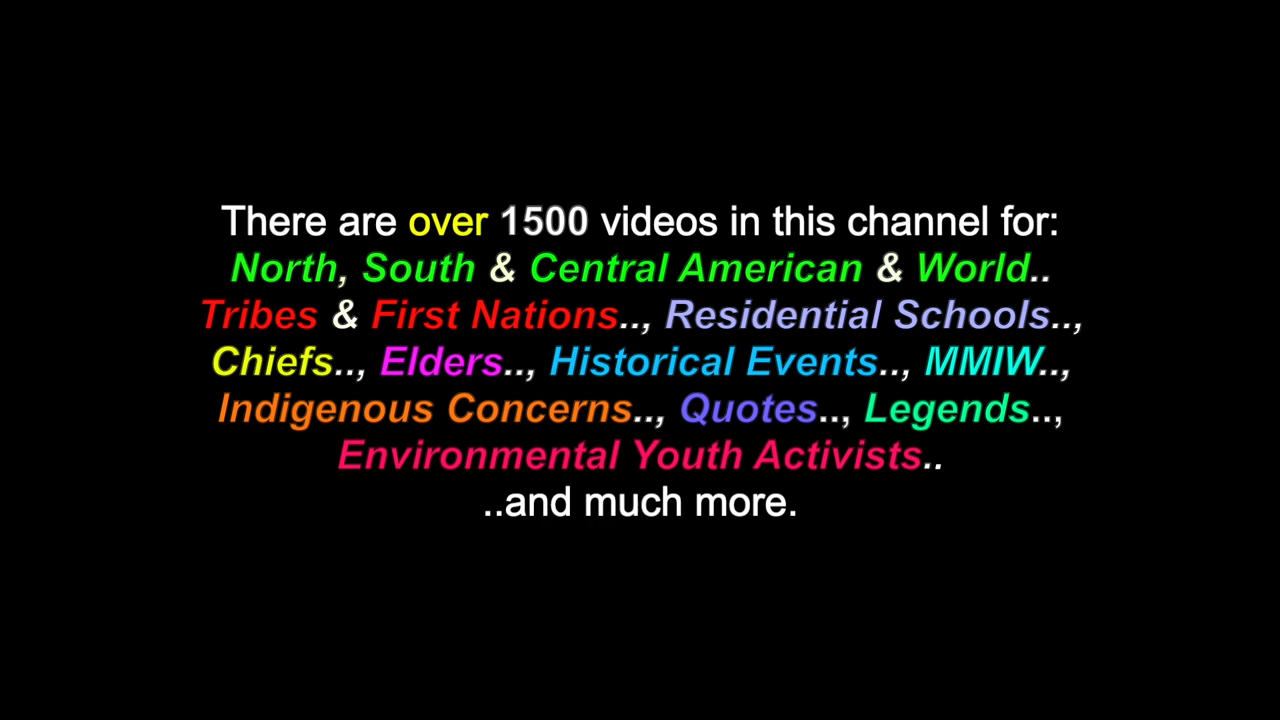 There are over 1500 videos in this channel for:
North, South & Central American & World..
Tribes & First Nations.., Residential Schools..,
Chiefs.., Elders.., Historical Events.., MMIW..,
Indigenous Concerns.., Quotes.., Legends..,
Environmental Youth Activists..
..and much more.